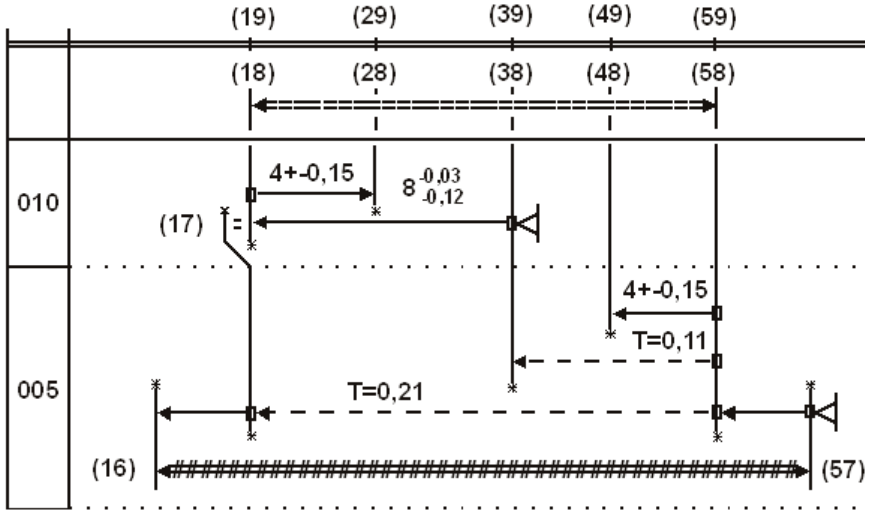 (19) (29) (39) (49) (59)
(18) (28) (38) (48) (58)
010
4+-0,15
8 -0,03 -0,12
(17)
=
4+-0,15
T=0,11
005
T=0,21
(16)
(57)